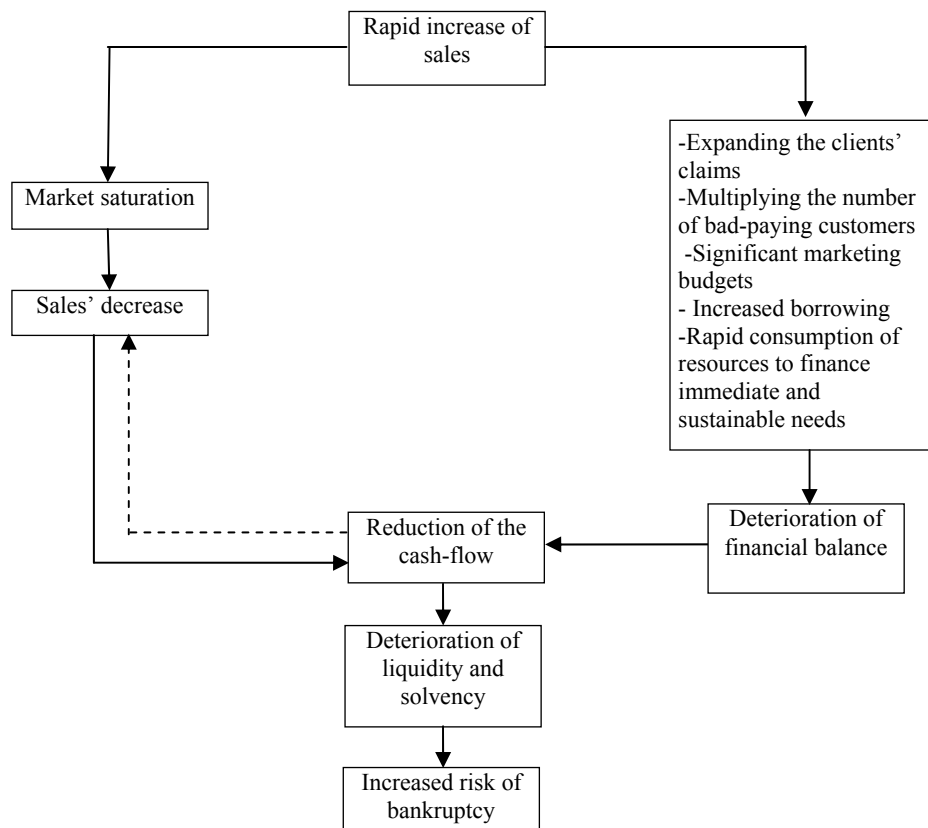 Rapid increase of
sales
Market saturation
Sales’ decrease
-Expanding the clients’
claims
-Multiplying the number
of bad-paying customers
-Significant marketing
budgets
- Increased borrowing
-Rapid consumption of
resources to finance
immediate and
sustainable needs
Deterioration of
financial balance
Reduction of the
cash-flow
Deterioration of
liquidity and
solvency
Increased risk of
bankruptcy